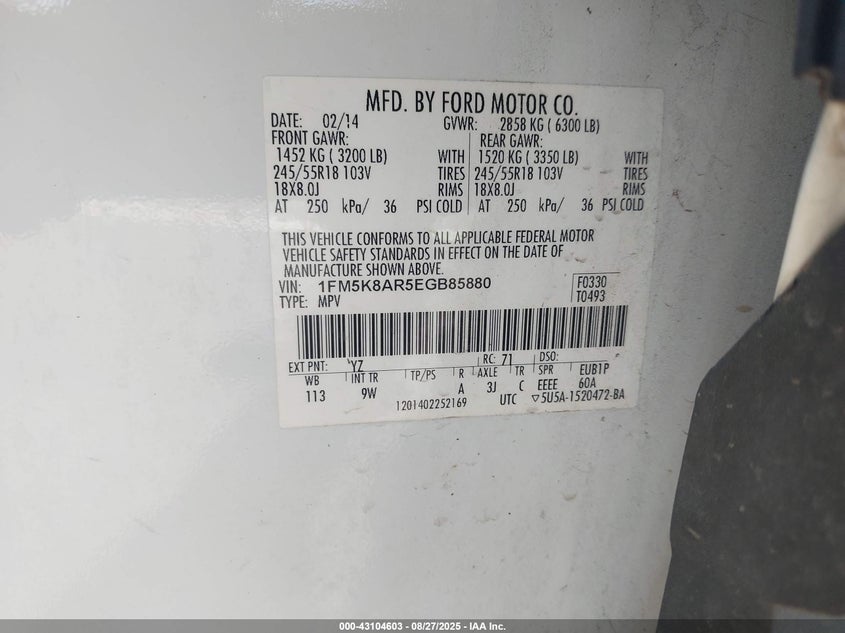 MFD. BY FORD MOTOR CO.
DATE: 02/14 GVWR: 2858 KG ( 6300 LB)
FRONT GAWR: REAR GAWR:
1452 KG ( 3200 LB) WITH 1520 KG ( 3350 LB) WITH
245/55R18 103V TIRES 245/55R18 103V TIRES
18X8.0J RIMS 18X8.0J RIMS
AT 250 kPa/ 36 PSI COLD AT 250 kPa/ 36 PSI COLD
THIS VEHICLE CONFORMS TO ALL APPLICABLE FEDERAL MOTOR
VEHICLE SAFETY STANDARDS IN EFFECT ON THE DATE OF
MANUFACTURE SHOWN ABOVE.
VIN: 1FM5K8AR5EGB85880 F0330
TYPE: MPV T0493
EXT PNT: YZ RC: 71 DSO:
WB INT TR TP/PS R AXLE TR SPR EUB1P
113 9W A 3J C EEEE 60A
1201402252169 UTC ▽5U5A-1520472-BA
000-43104603 - 08/27/2025 - IAA Inc.